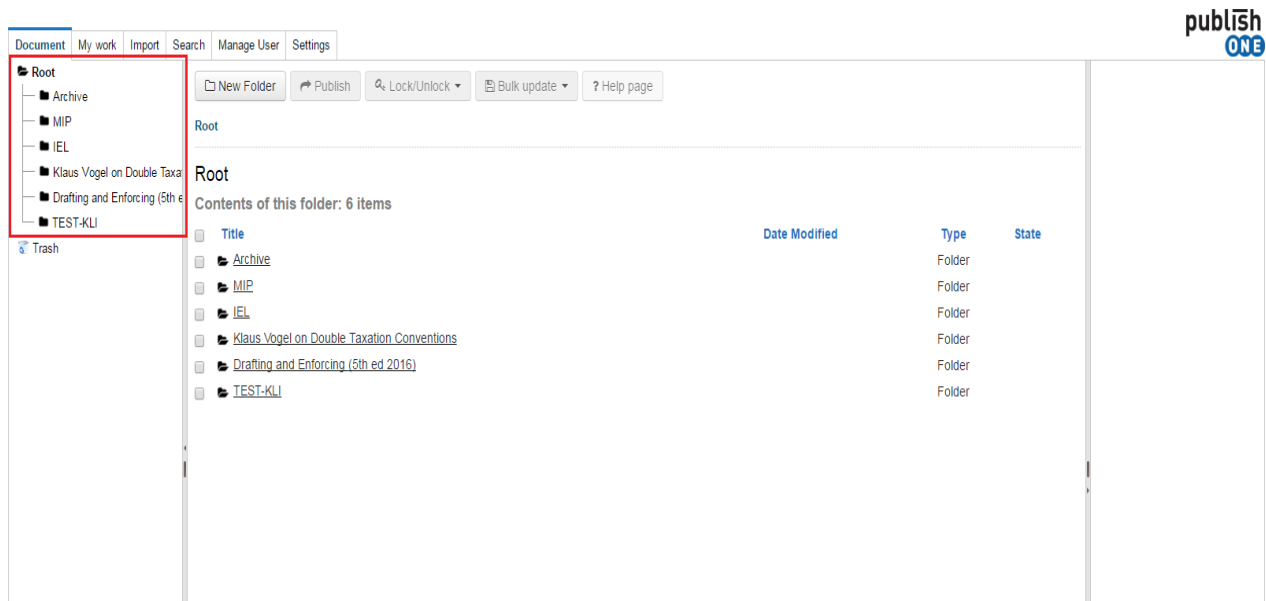 publish
ONE
Document My work Import Search Manage User Settings
Root
Archive
MIP
IEL
Klaus Vogel on Double Taxa
Drafting and Enforcing (5th e
TEST-KLI
Trash
New Folder Publish Lock/Unlock Bulk update ? Help page
Root
Root
Contents of this folder: 6 items
Title Date Modified Type State
Archive Folder
MIP Folder
IEL Folder
Klaus Vogel on Double Taxation Conventions Folder
Drafting and Enforcing (5th ed 2016) Folder
TEST-KLI Folder